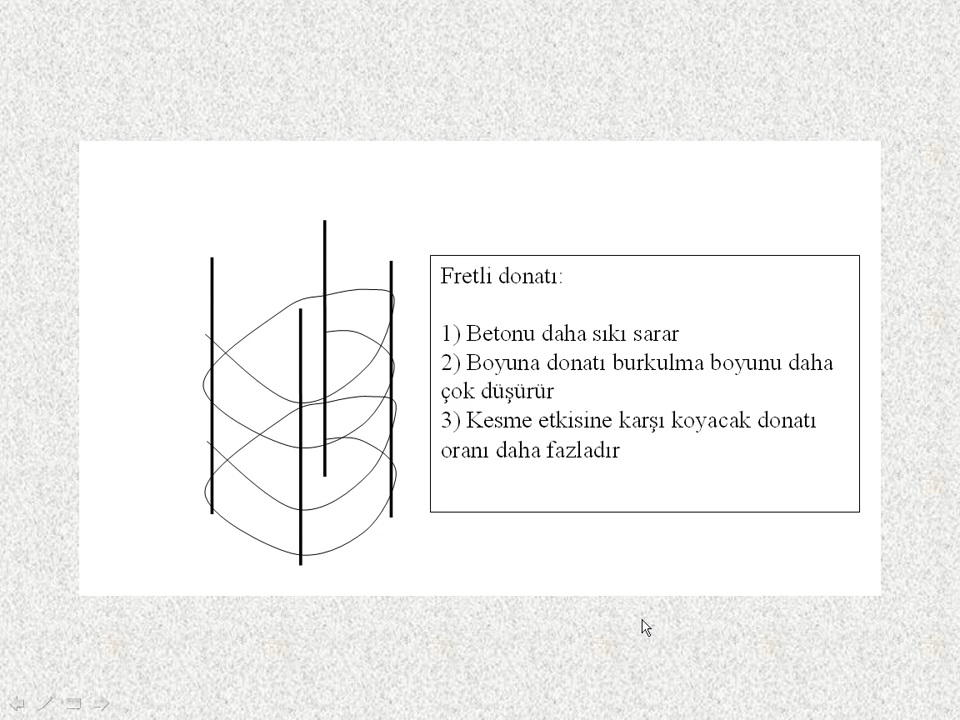 Fretli donatı:
1) Betonu daha sıkı sarar
2) Boyuna donatı burkulma boyunu daha
çok düşürür
3) Kesme etkisine karşı koyacak donatı
oranı daha fazladır